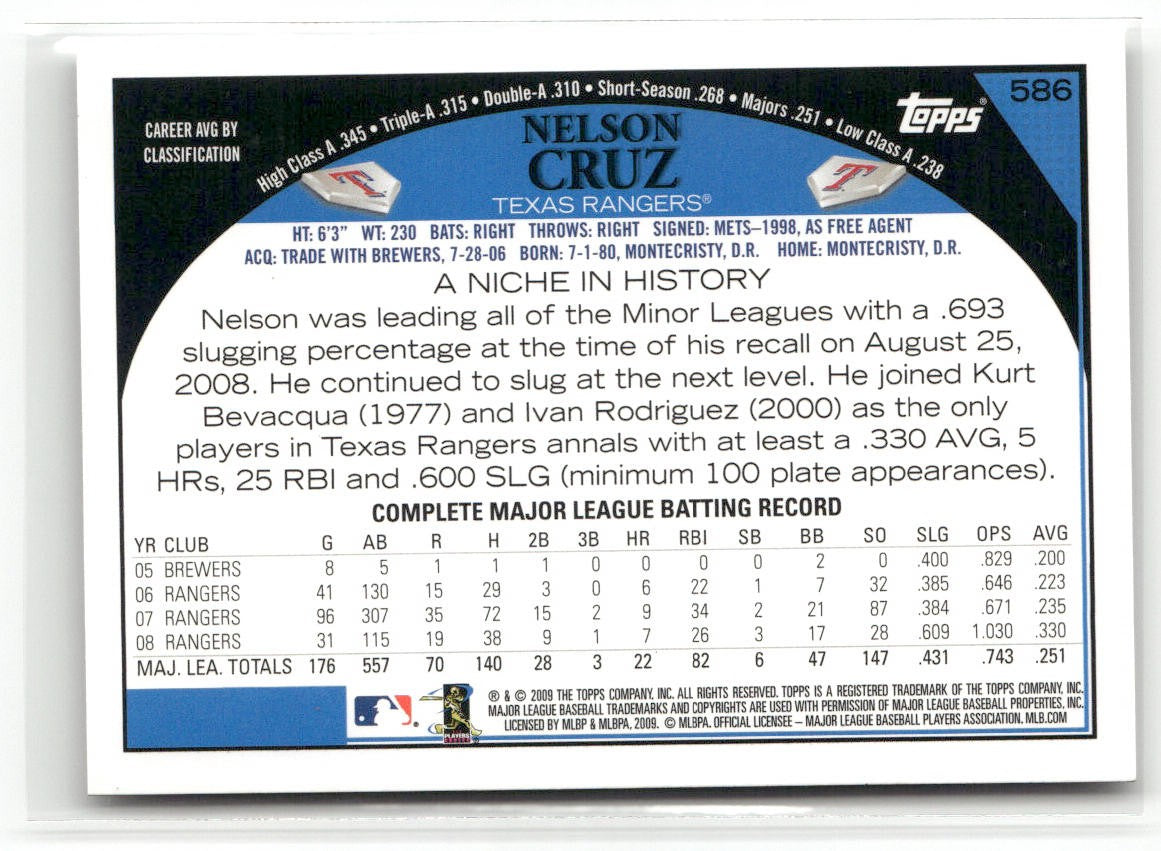 586
topps®
CAREER AVG BY
CLASSIFICATION
High Class A .345 • Triple-A .315 • Double-A .310 • Short-Season .268 • Majors .251 • Low Class A .238
NELSON
CRUZ
TEXAS RANGERS®
T
T
HT: 6'3" WT: 230 BATS: RIGHT THROWS: RIGHT SIGNED: METS–1998, AS FREE AGENT
ACQ: TRADE WITH BREWERS, 7-28-06 BORN: 7-1-80, MONTECRISTY, D.R. HOME: MONTECRISTY, D.R.
A NICHE IN HISTORY
Nelson was leading all of the Minor Leagues with a .693
slugging percentage at the time of his recall on August 25,
2008. He continued to slug at the next level. He joined Kurt
Bevacqua (1977) and Ivan Rodriguez (2000) as the only
players in Texas Rangers annals with at least a .330 AVG, 5
HRs, 25 RBI and .600 SLG (minimum 100 plate appearances).
COMPLETE MAJOR LEAGUE BATTING RECORD
YR CLUB G AB R H 2B 3B HR RBI SB BB SO SLG OPS AVG
05 BREWERS 8 5 1 1 1 0 0 0 0 2 0 .400 .829 .200
06 RANGERS 41 130 15 29 3 0 6 22 1 7 32 .385 .646 .223
07 RANGERS 96 307 35 72 15 2 9 34 2 21 87 .384 .671 .235
08 RANGERS 31 115 19 38 9 1 7 26 3 17 28 .609 1.030 .330
MAJ. LEA. TOTALS 176 557 70 140 28 3 22 82 6 47 147 .431 .743 .251
® & © 2009 THE TOPPS COMPANY, INC. ALL RIGHTS RESERVED. TOPPS IS A REGISTERED TRADEMARK OF THE TOPPS COMPANY, INC.
MAJOR LEAGUE BASEBALL TRADEMARKS AND COPYRIGHTS ARE USED WITH PERMISSION OF MAJOR LEAGUE BASEBALL PROPERTIES, INC.
LICENSED BY MLBP & MLBPA, 2009. © MLBPA. OFFICIAL LICENSEE – MAJOR LEAGUE BASEBALL PLAYERS ASSOCIATION. MLB.COM
PLAYERS